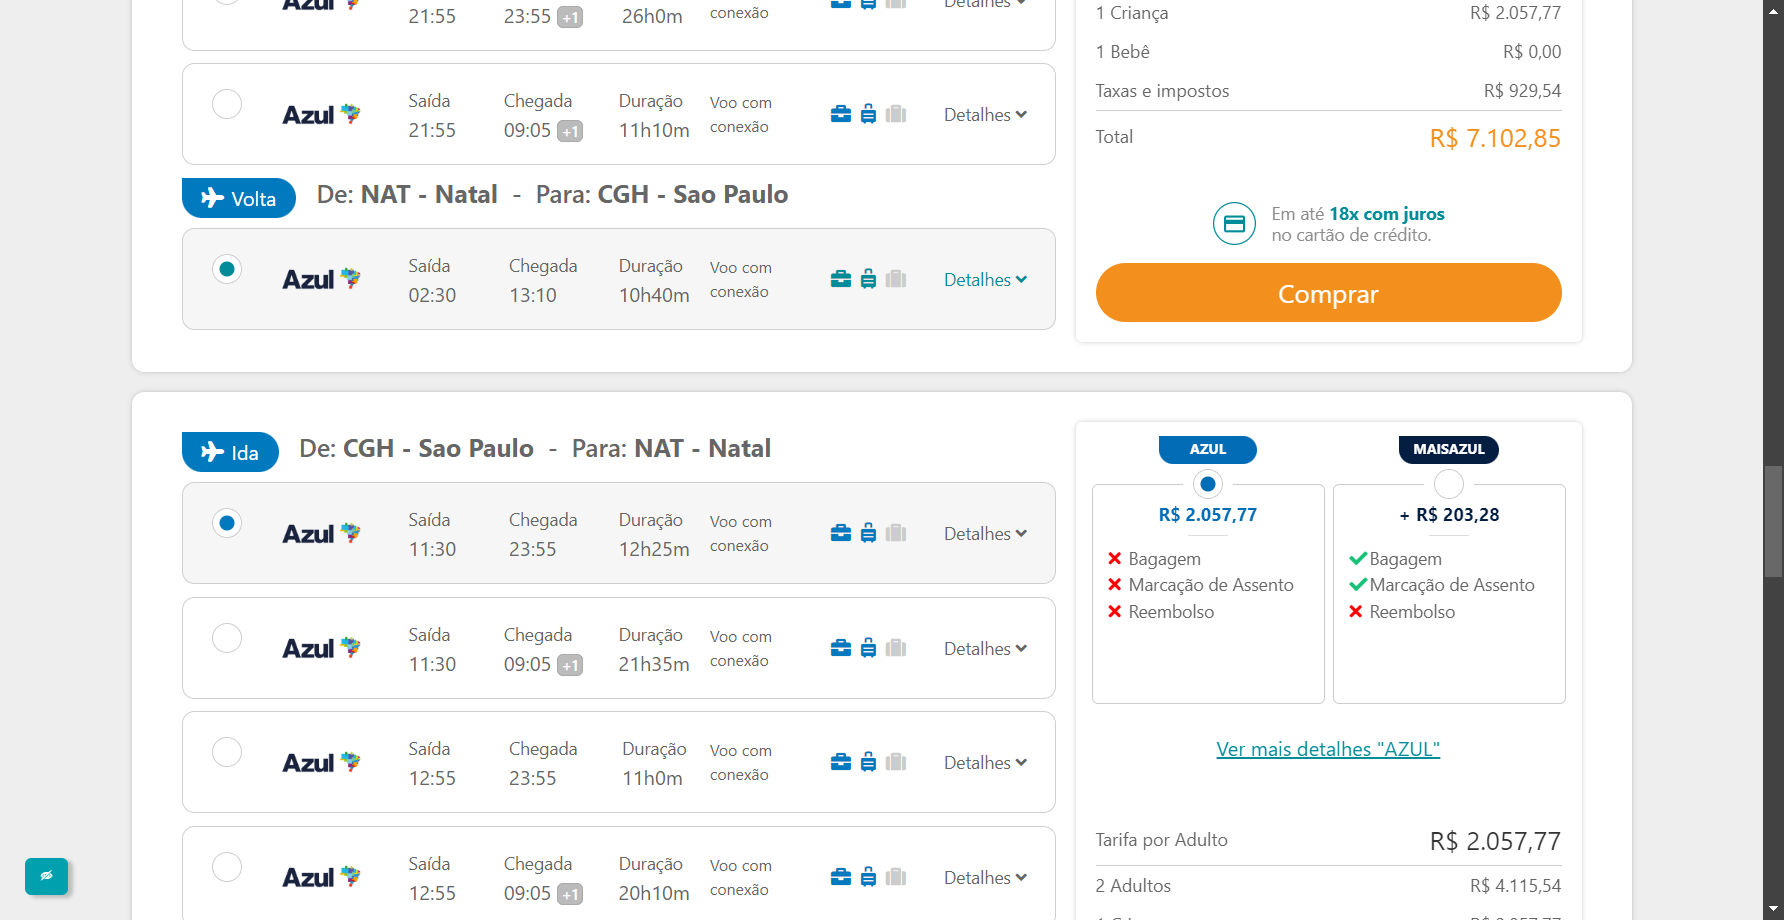 Azul
21:55
23:55 +1
26h0m
conexão
Detalhes
Azul
Saída
21:55
Chegada
09:05 +1
Duração
11h10m
Voo com
conexão
Detalhes
Volta
De: NAT - Natal - Para: CGH - Sao Paulo
Azul
Saída
02:30
Chegada
13:10
Duração
10h40m
Voo com
conexão
Detalhes
1 Criança R$ 2.057,77
1 Bebê R$ 0,00
Taxas e impostos R$ 929,54
Total R$ 7.102,85
Em até 18x com juros
no cartão de crédito.
Comprar
Ida
De: CGH - Sao Paulo - Para: NAT - Natal
Azul
Saída
11:30
Chegada
23:55
Duração
12h25m
Voo com
conexão
Detalhes
Azul
Saída
11:30
Chegada
09:05 +1
Duração
21h35m
Voo com
conexão
Detalhes
Azul
Saída
12:55
Chegada
23:55
Duração
11h0m
Voo com
conexão
Detalhes
Azul
Saída
12:55
Chegada
09:05 +1
Duração
20h10m
Voo com
conexão
Detalhes
AZUL
R$ 2.057,77
Bagagem
Marcação de Assento
Reembolso
MAISAZUL
+ R$ 203,28
Bagagem
Marcação de Assento
Reembolso
Ver mais detalhes "AZUL"
Tarifa por Adulto R$ 2.057,77
2 Adultos R$ 4.115,54